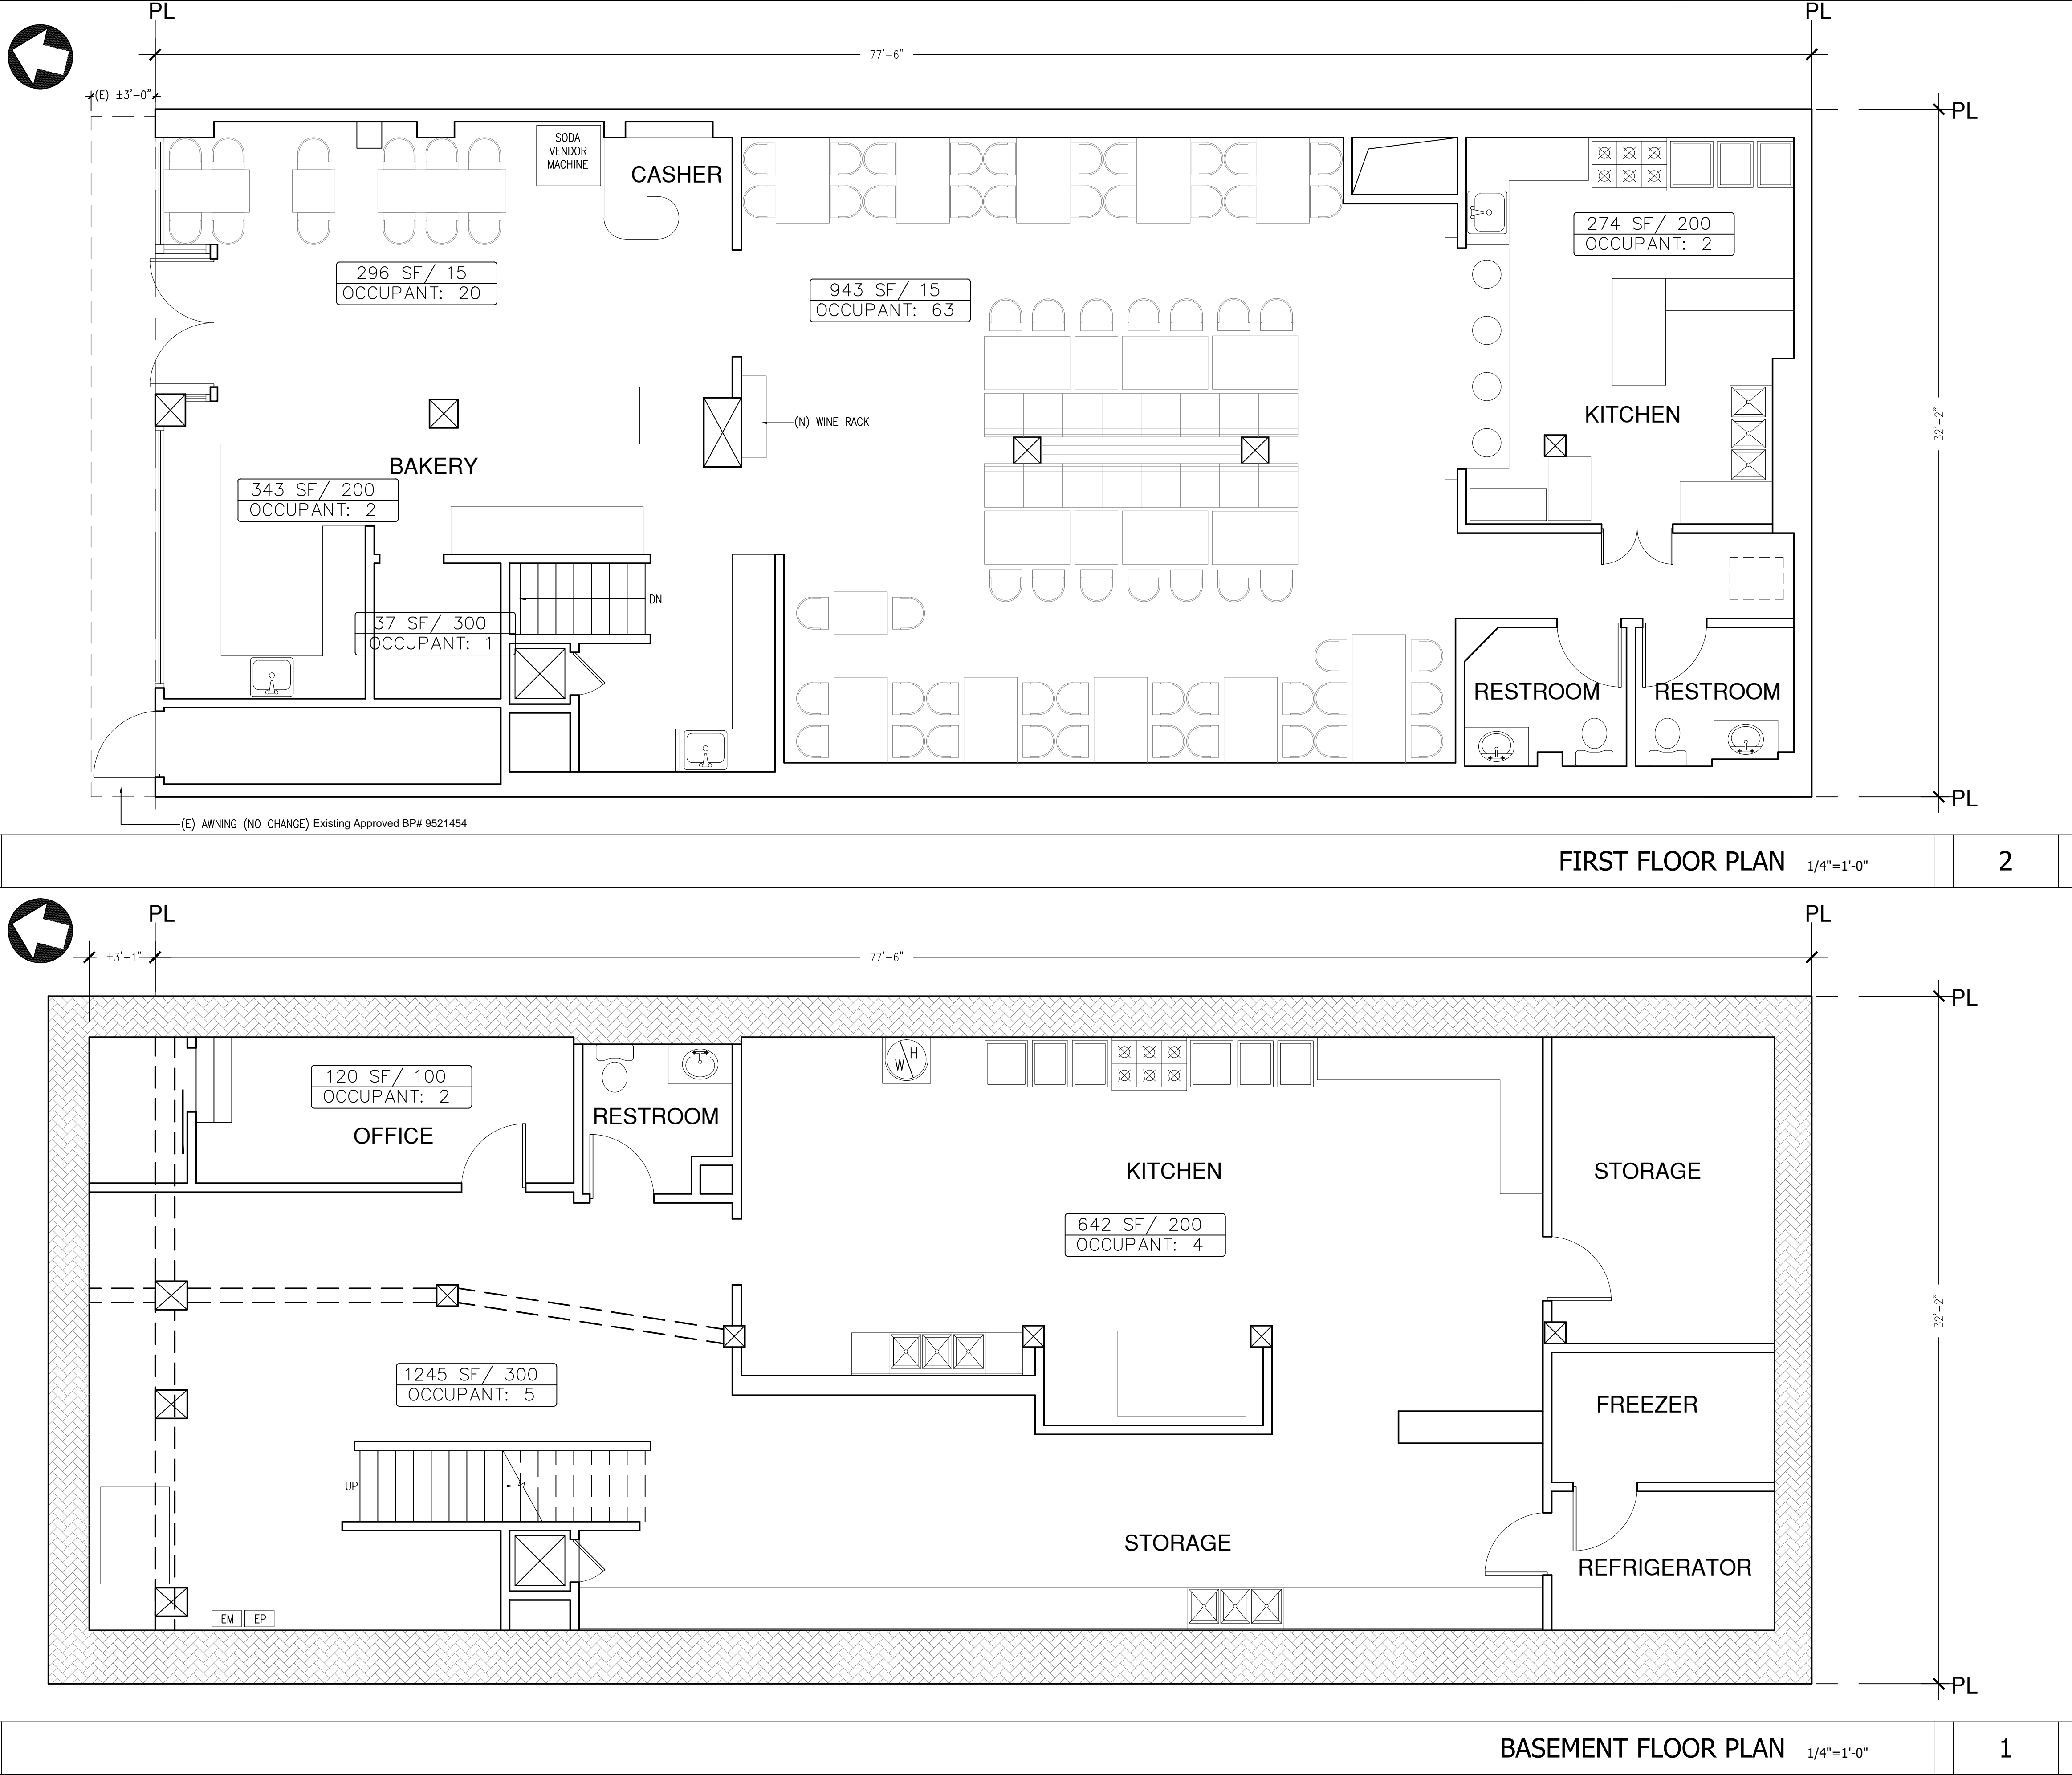 PL
PL
77'-6"
(E) ±3'-0"
PL
SODA
VENDOR
MACHINE
CASHER
274 SF/ 200
OCCUPANT: 2
296 SF/ 15
OCCUPANT: 20
943 SF/ 15
OCCUPANT: 63
KITCHEN
(N) WINE RACK
32'-2"
BAKERY
343 SF/ 200
OCCUPANT: 2
DN
37 SF/ 300
OCCUPANT: 1
RESTROOM
RESTROOM
PL
(E) AWNING (NO CHANGE) Existing Approved BP# 9521454
FIRST FLOOR PLAN 1/4"=1'-0"
2
PL
PL
±3'-1"
77'-6"
PL
W/H
120 SF/ 100
OCCUPANT: 2
OFFICE
RESTROOM
KITCHEN
STORAGE
642 SF/ 200
OCCUPANT: 4
32'-2"
1245 SF/ 300
OCCUPANT: 5
FREEZER
UP
STORAGE
REFRIGERATOR
EM
EP
PL
BASEMENT FLOOR PLAN 1/4"=1'-0"
1